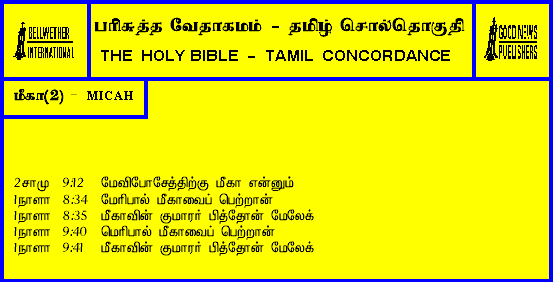 BELLWETHER
INTERNATIONAL
பரிசுத்த வேதாகமம் - தமிழ் சொல்தொகுதி
THE HOLY BIBLE - TAMIL CONCORDANCE
GOOD NEWS
PUBLISHERS
மீகா(2) - MICAH
2சாமு 9:12 மேவிபோசேத்திற்கு மீகா என்னும்
1நாளா 8:34 மேரிபால் மீகாவைப் பெற்றான்
1நாளா 8:35 மீகாவின் குமாரர் பித்தோன் மேலேக்
1நாளா 9:40 மெரிபால் மீகாவைப் பெற்றான்
1நாளா 9:41 மீகாவின் குமாரர் பித்தோன் மேலேக்